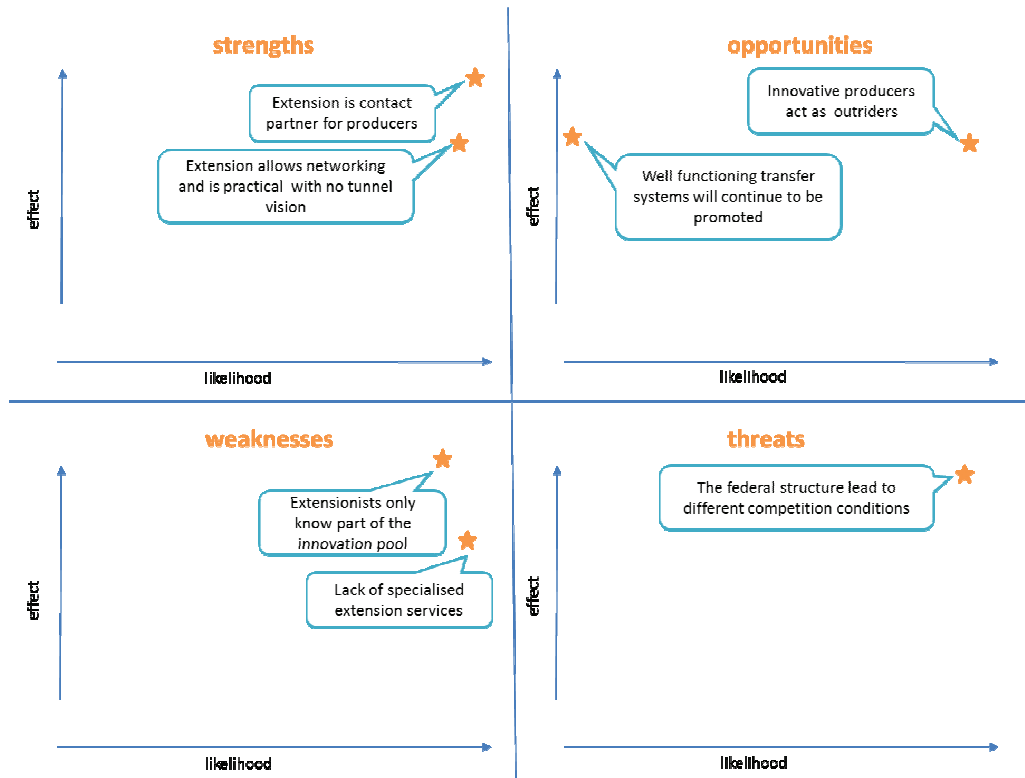 strengths
Extension is contact
partner for producers
Extension allows networking
and is practical with no tunnel
vision
effect
likelihood
opportunities
Innovative producers
act as outriders
Well functioning transfer
systems will continue to be
promoted
effect
likelihood
weaknesses
Extensionists only
know part of the
innovation pool
Lack of specialised
extension services
effect
likelihood
threats
The federal structure lead to
different competition conditions
effect
likelihood